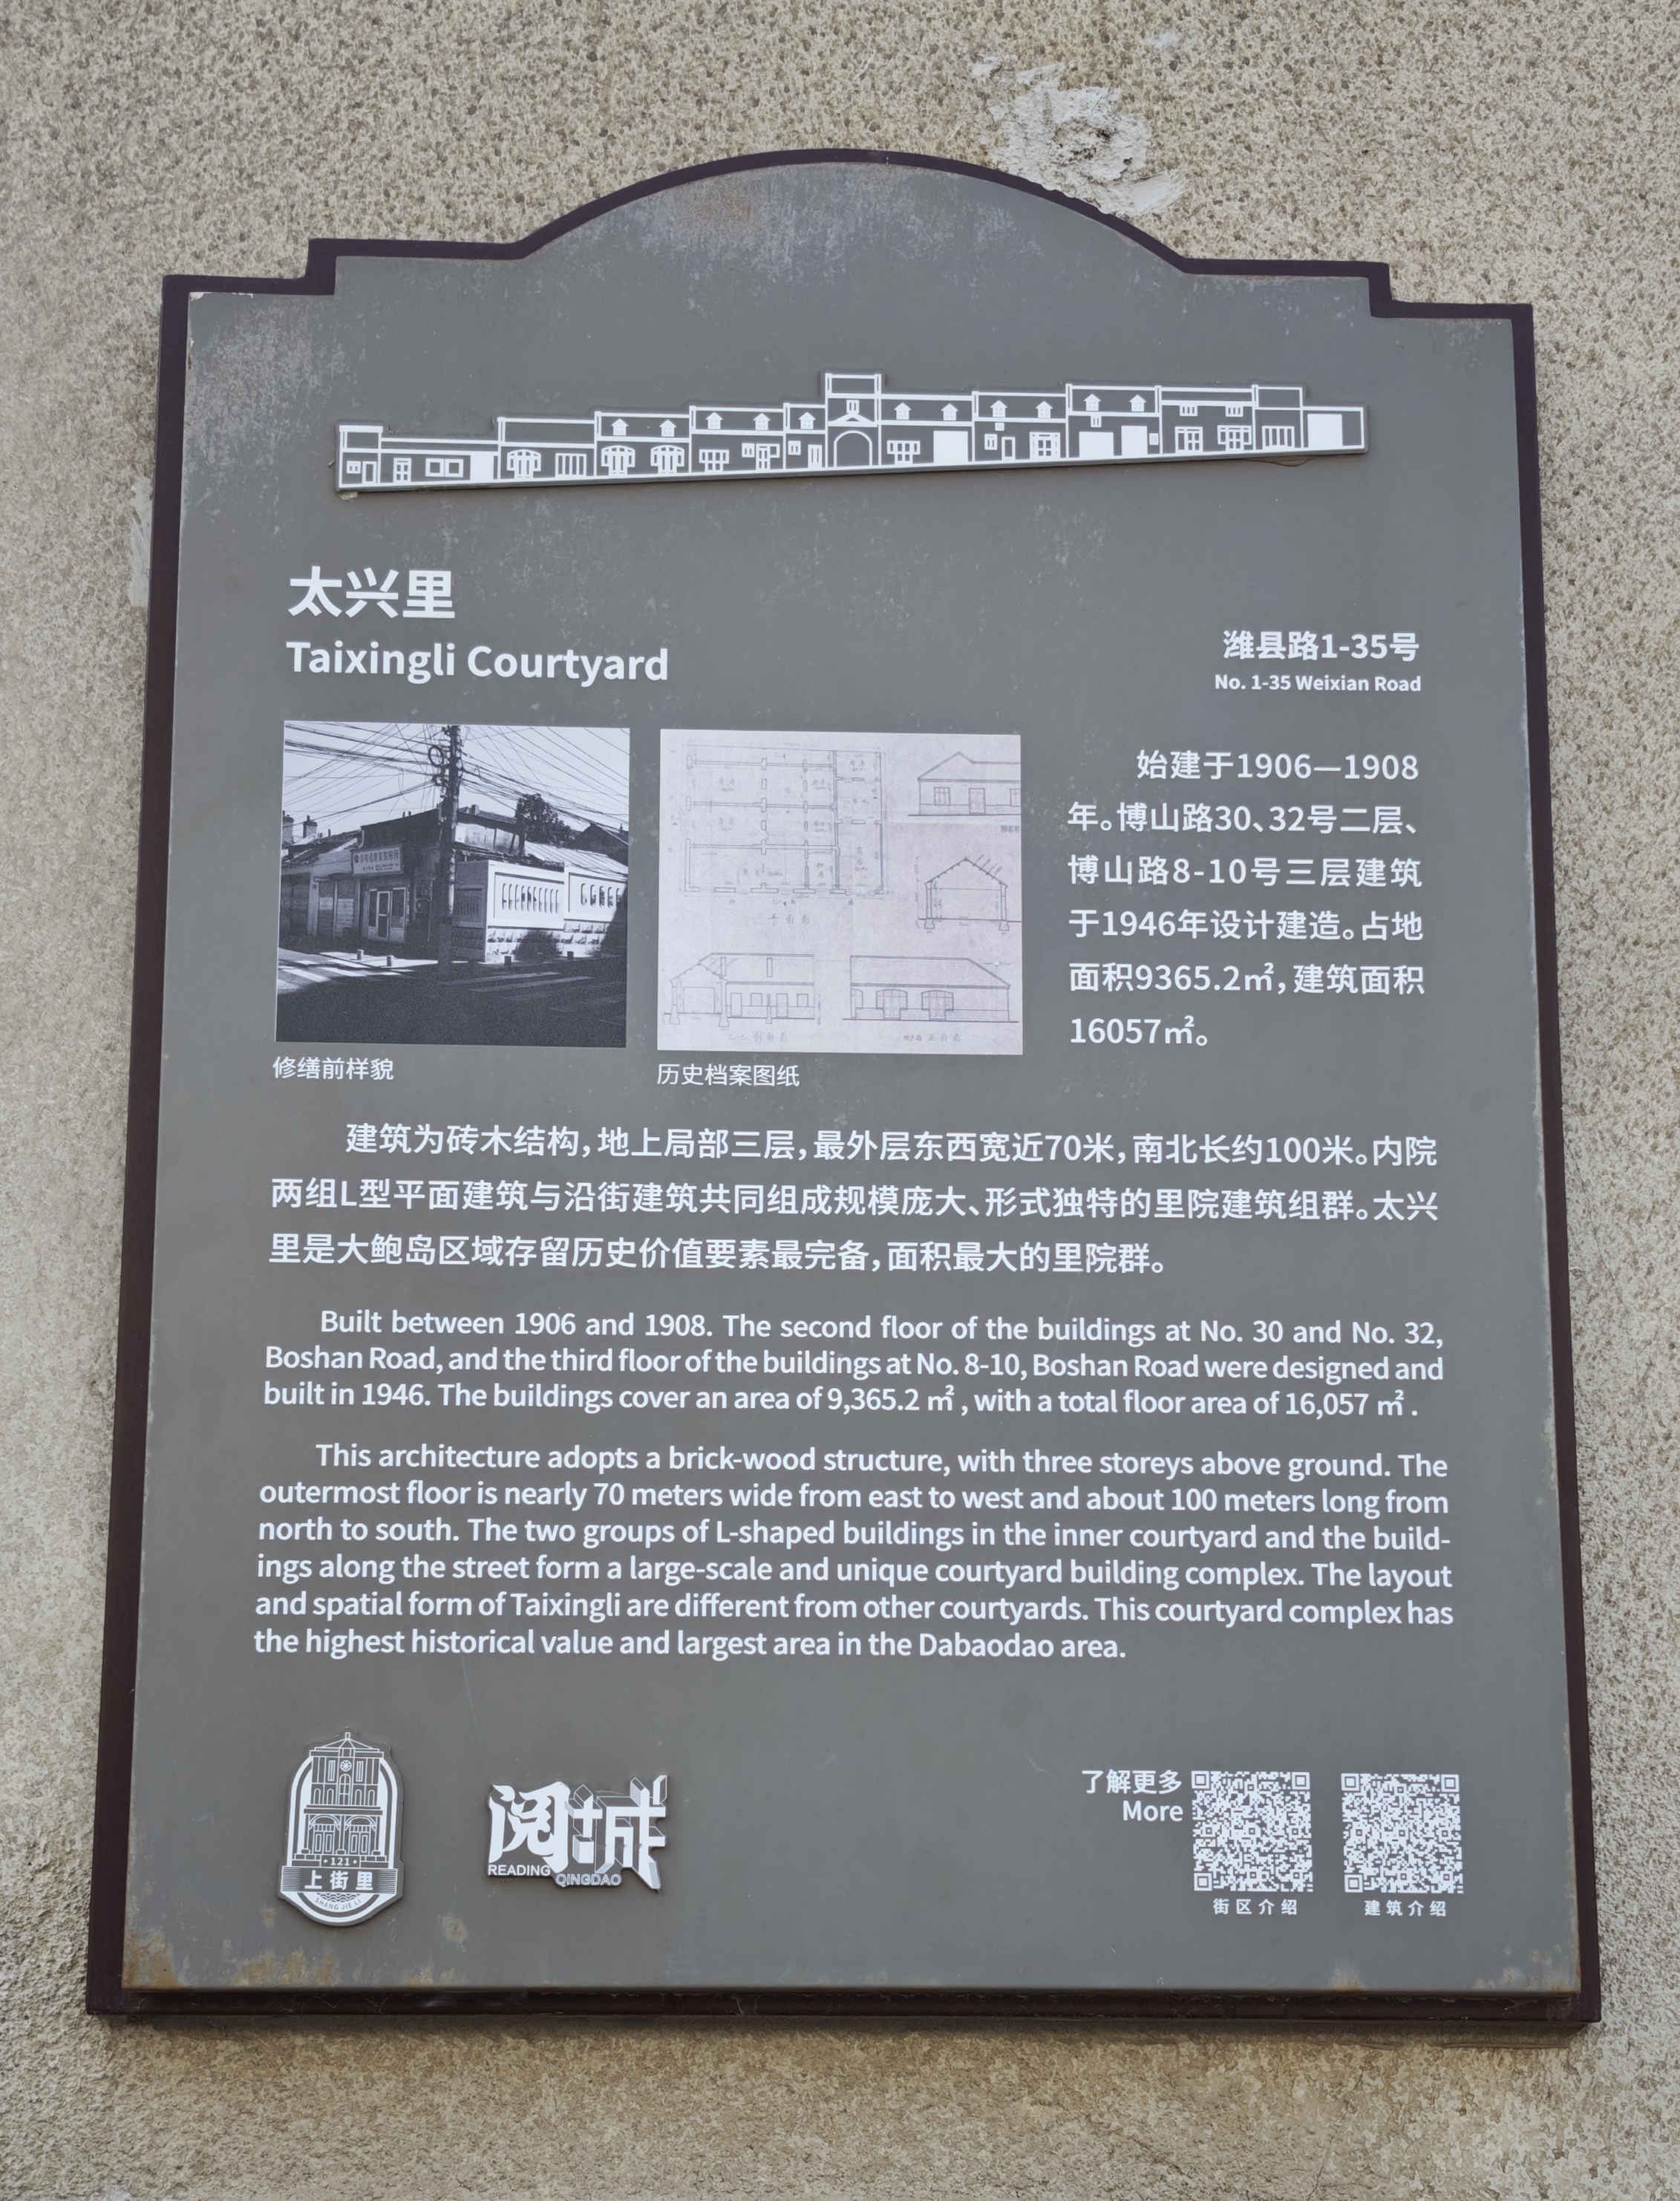 太兴里
Taixingli Courtyard
潍县路1-35号
No. 1-35 Weixian Road
始建于1906—1908
年。博山路30、32号二层、
博山路8-10号三层建筑
于1946年设计建造。占地
面积9365.2㎡，建筑面积
16057㎡。
修缮前样貌
历史档案图纸
建筑为砖木结构，地上局部三层，最外层东西宽近70米，南北长约100米。内院
两组L型平面建筑与沿街建筑共同组成规模庞大、形式独特的里院建筑组群。太兴
里是大鲍岛区域存留历史价值要素最完备，面积最大的里院群。
Built between 1906 and 1908. The second floor of the buildings at No. 30 and No. 32,
Boshan Road, and the third floor of the buildings at No. 8-10, Boshan Road were designed and
built in 1946. The buildings cover an area of 9,365.2 ㎡ , with a total floor area of 16,057 ㎡ .
This architecture adopts a brick-wood structure, with three storeys above ground. The
outermost floor is nearly 70 meters wide from east to west and about 100 meters long from
north to south. The two groups of L-shaped buildings in the inner courtyard and the build-
ings along the street form a large-scale and unique courtyard building complex. The layout
and spatial form of Taixingli are different from other courtyards. This courtyard complex has
the highest historical value and largest area in the Dabaodao area.
·121·
上街里
SHANG JIE LI
阅城
READING
QINGDAO
了解更多
More
街区介绍
建筑介绍